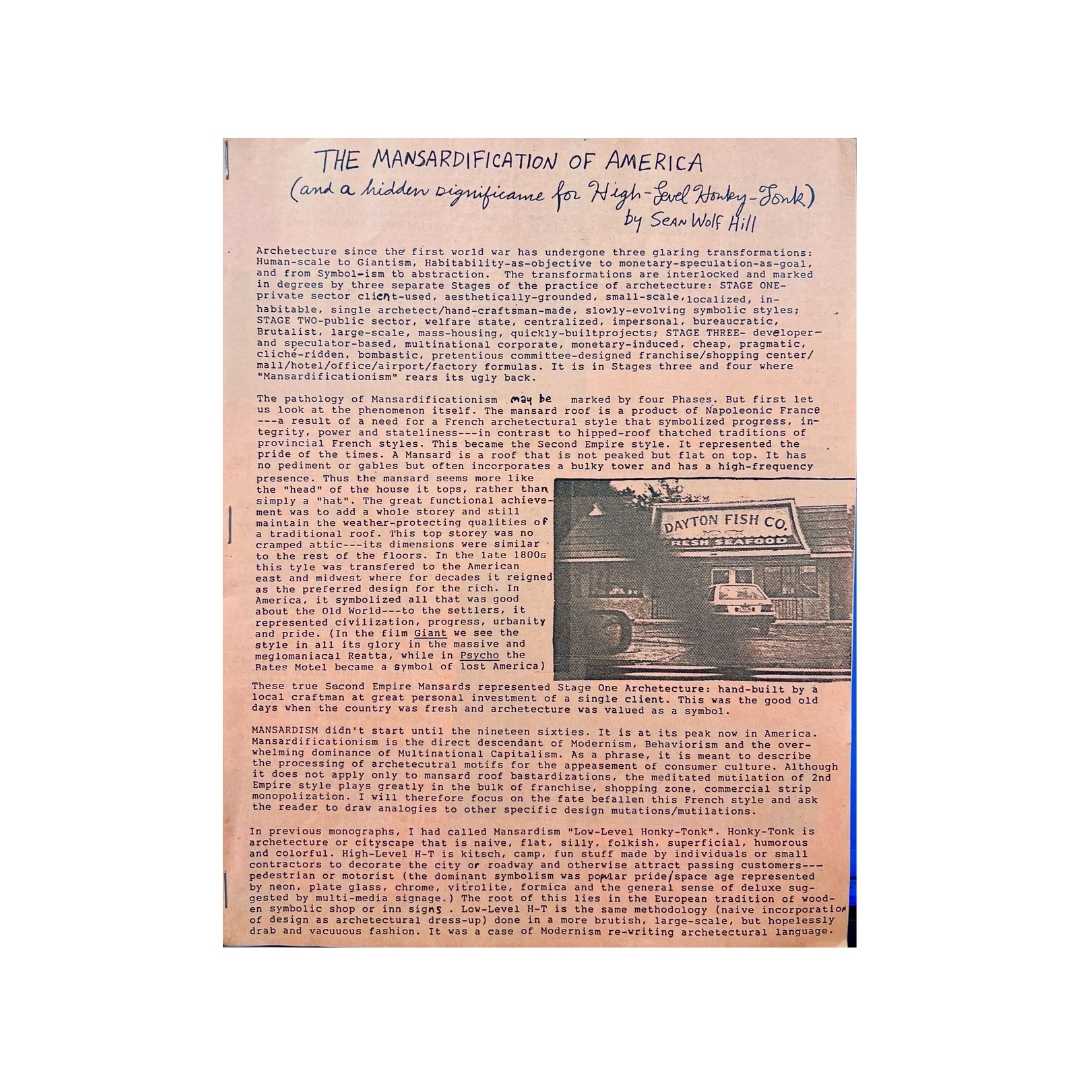 THE MANSARDIFICATION OF AMERICA
(and a hidden significance for High-Level Honky-Tonk)
by Sean Wolf Hill
Archetecture since the first world war has undergone three glaring transformations:
Human-scale to Giantism, Habitability-as-objective to monetary-speculation-as-goal,
and from Symbol-ism to abstraction. The transformations are interlocked and marked
in degrees by three separate Stages of the practice of architecture: STAGE ONE-
private sector client-used, aesthetically-grounded, small-scale,localized, in-
habitable, single archetect/hand-craftsman-made, slowly-evolving symbolic styles;
STAGE TWO-public sector, welfare state, centralized, impersonal, bureaucratic,
Brutalist, large-scale, mass-housing, quickly-builtprojects; STAGE THREE- developer-
and speculator-based, multinational corporate, monetary-induced, cheap, pragmatic,
cliché-ridden, bombastic, pretentious committee-designed franchise/shopping center/
mall/hotel/office/airport/factory formulas. It is in Stages three and four where
"Mansardificationism" rears its ugly back.
The pathology of Mansardificationism may be marked by four Phases. But first let
us look at the phenomenon itself. The mansard roof is a product of Napoleonic France
---a result of a need for a French architectural style that symbolized progress, in-
tegrity, power and stateliness---in contrast to hipped-roof thatched traditions of
provincial French styles. This became the Second Empire style. It represented the
pride of the times. A Mansard is a roof that is not peaked but flat on top. It has
no pediment or gables but often incorporates a bulky tower and has a high-frequency
presence. Thus the mansard seems more like
the "head" of the house it tops, rather than
simply a "hat". The great functional achieve-
ment was to add a whole storey and still
maintain the weather-protecting qualities of
a traditional roof. This top storey was no
cramped attic---its dimensions were similar
to the rest of the floors. In the late 1800s
this tyle was transfered to the American
east and midwest where for decades it reigned
as the preferred design for the rich. In
America, it symbolized all that was good
about the Old World---to the settlers, it
represented civilization, progress, urbanity
and pride. (In the film Giant we see the
style in all its glory in the massive and
meglomaniacal Reatta, while in Psycho the
Bates Motel became a symbol of lost America)
DAYTON FISH CO.
FRESH SEAFOOD
These true Second Empire Mansards represented Stage One Archetecture: hand-built by a
local craftman at great personal investment of a single client. This was the good old
days when the country was fresh and archetecture was valued as a symbol.
MANSARDISM didn't start until the nineteen sixties. It is at its peak now in America.
Mansardificationism is the direct descendant of Modernism, Behaviorism and the over-
whelming dominance of Multinational Capitalism. As a phrase, it is meant to describe
the processing of archetecutral motifs for the appeasement of consumer culture. Although
it does not apply only to mansard roof bastardizations, the meditated mutilation of 2nd
Empire style plays greatly in the bulk of franchise, shopping zone, commercial strip
monopolization. I will therefore focus on the fate befallen this French style and ask
the reader to draw analogies to other specific design mutations/mutilations.
In previous monographs, I had called Mansardism "Low-Level Honky-Tonk". Honky-Tonk is
archetecture or cityscape that is naive, flat, silly, folkish, superficial, humorous
and colorful. High-Level H-T is kitsch, camp, fun stuff made by individuals or small
contractors to decorate the city or roadway and otherwise attract passing customers---
pedestrian or motorist (the dominant symbolism was popular pride/space age represented
by neon, plate glass, chrome, vitrolite, formica and the general sense of deluxe sug-
gested by multi-media signage.) The root of this lies in the European tradition of wood-
en symbolic shop or inn signs . Low-Level H-T is the same methodology (naive incorporation
of design as architectural dress-up) done in a more brutish, large-scale, but hopelessly
drab and vacuous fashion. It was a case of Modernism re-writing archetectural language.